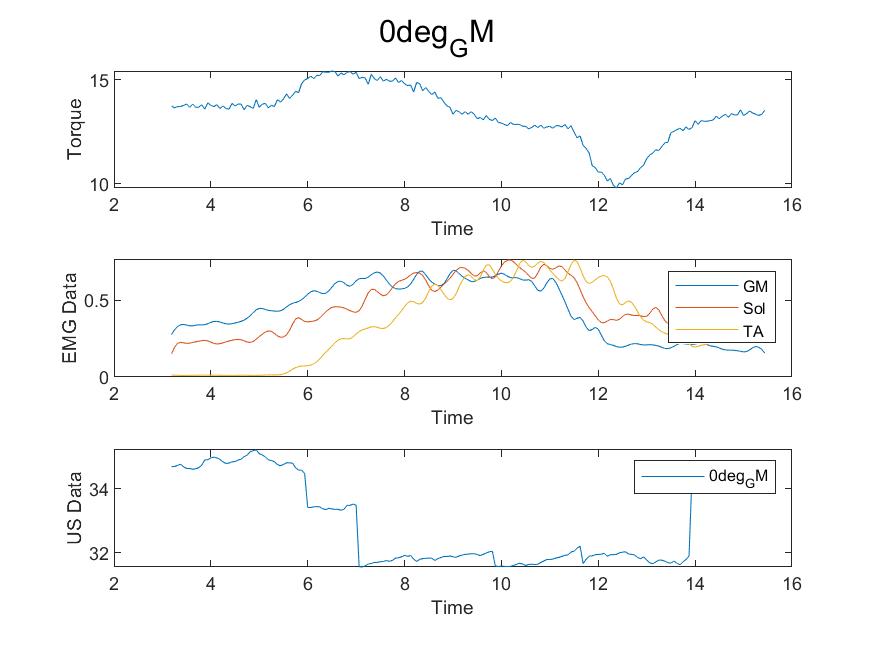 0deg_GM
15
10
Torque
2 4 6 8 10 12 14 16
Time
0.5
0
EMG Data
GM
Sol
TA
2 4 6 8 10 12 14 16
Time
34
32
US Data
0deg_GM
2 4 6 8 10 12 14 16
Time